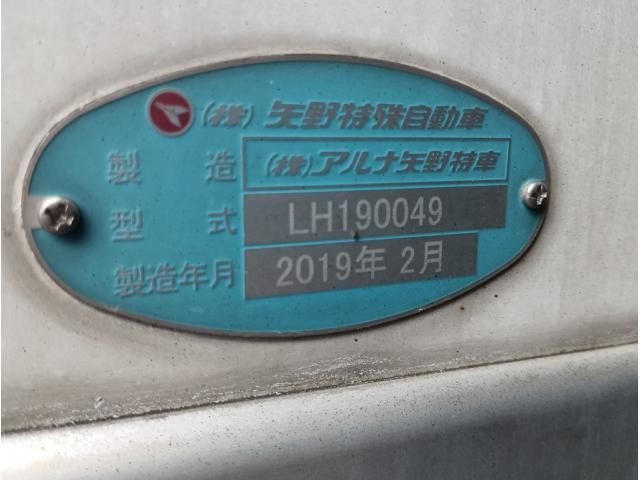 (株) 矢野特殊自動車
製造 (株)アルナ矢野特車
型式 LH190049
製造年月 2019年 2月